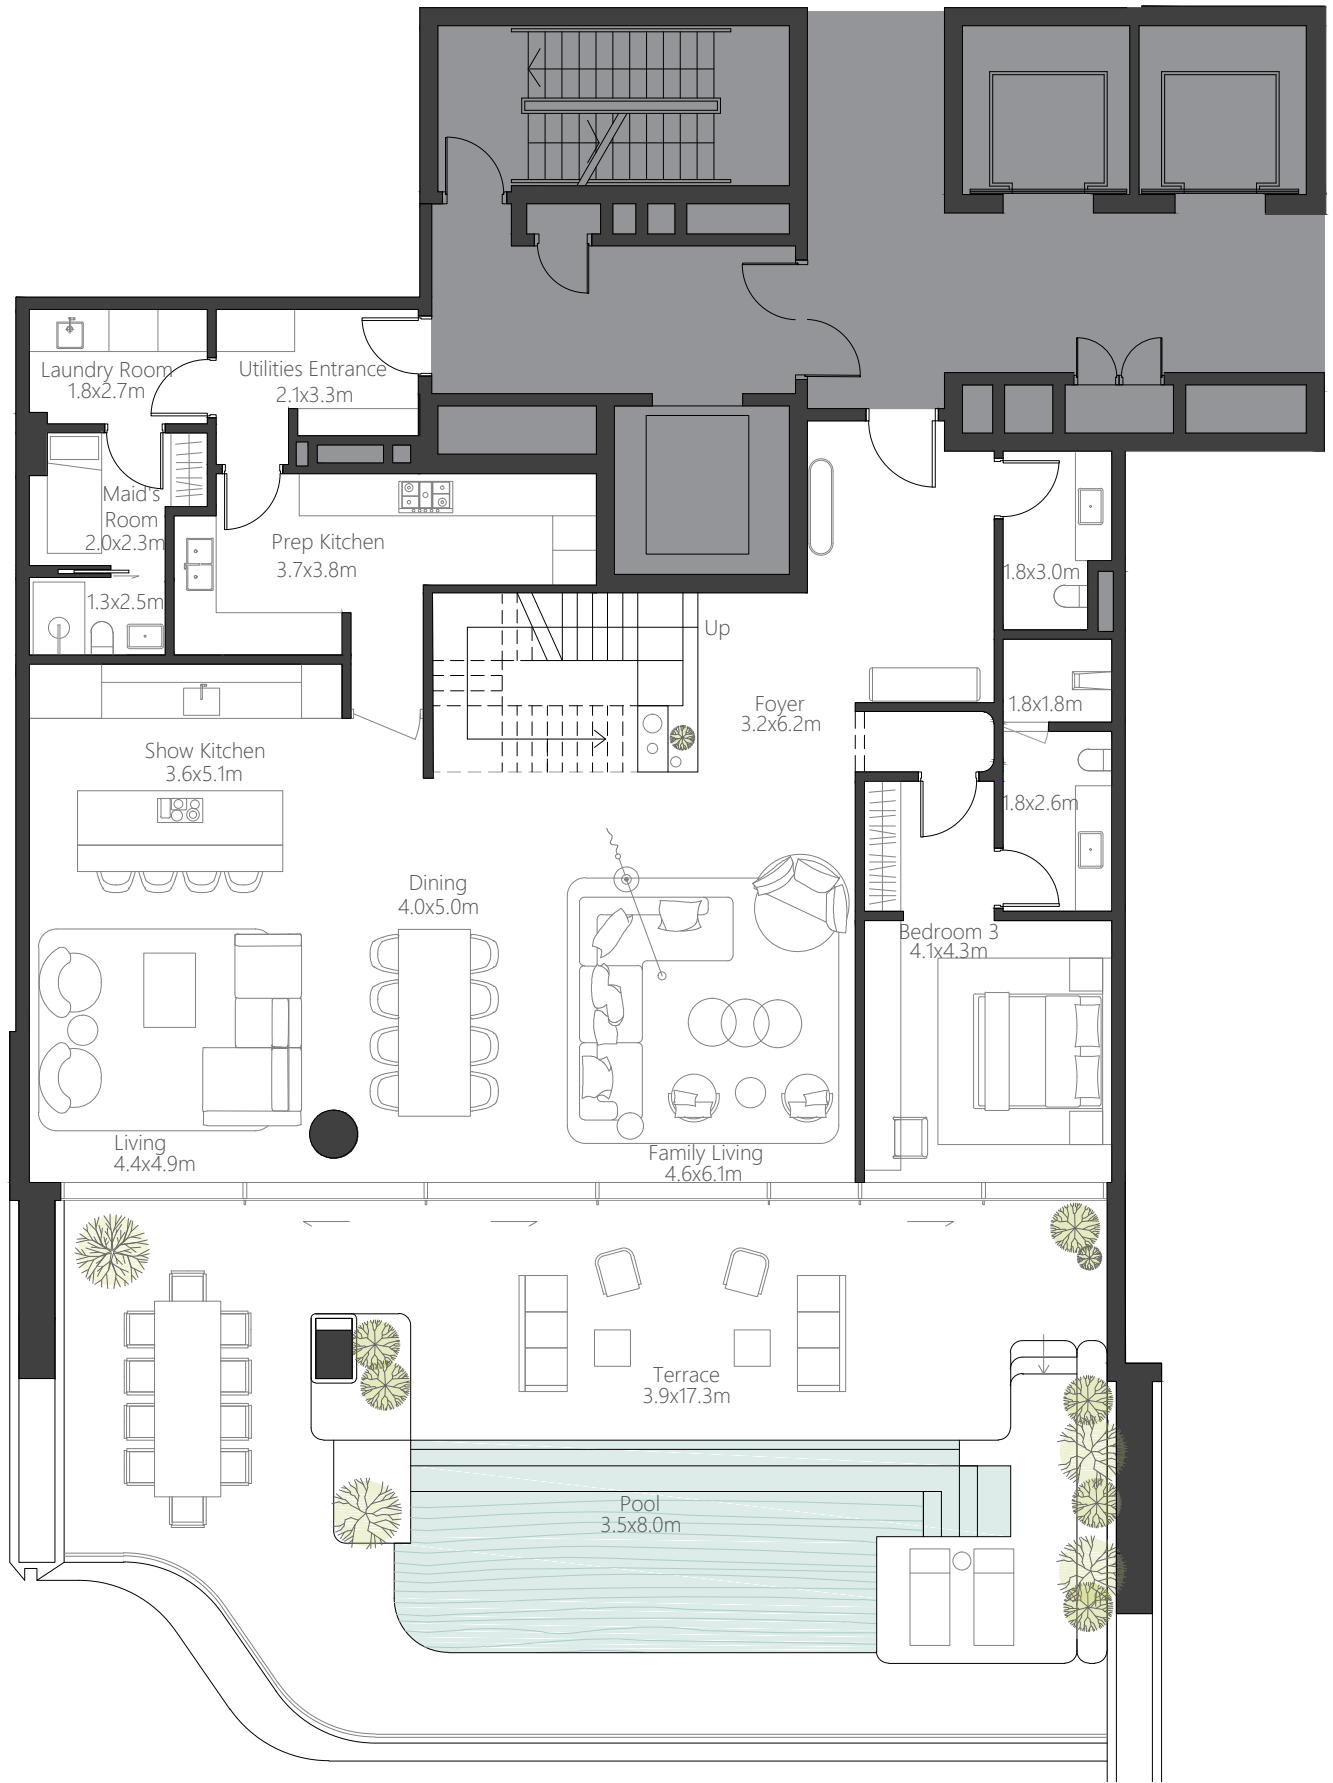 Laundry Room
1.8x2.7m
Utilities Entrance
2.1x3.3m
Maid's
Room
2.0x2.3m
Prep Kitchen
3.7x3.8m
1.3x2.5m
1.8x3.0m
Up
Foyer
3.2x6.2m
1.8x1.8m
Show Kitchen
3.6x5.1m
1.8x2.6m
Dining
4.0x5.0m
Bedroom 3
4.1x4.3m
Living
4.4x4.9m
Family Living
4.6x6.1m
Terrace
3.9x17.3m
Pool
3.5x8.0m